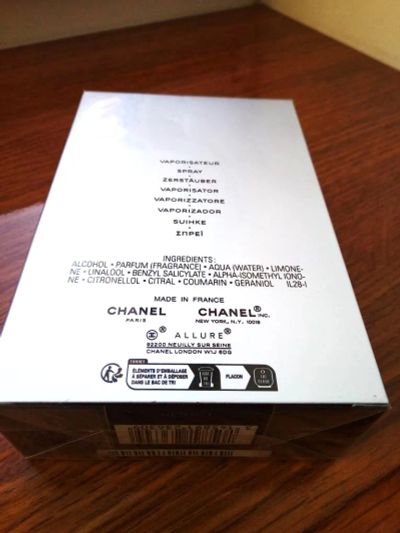 VAPORISATEUR
SPRAY
ZERSTÄUBER
VAPORISATOR
VAPORIZZATORE
VAPORIZADOR
SUIHKE
ΣΠΡΕΪ
INGREDIENTS:
ALCOHOL • PARFUM (FRAGRANCE) • AQUA (WATER) • LIMONE-
NE • LINALOOL • BENZYL SALICYLATE • ALPHA-ISOMETHYL IONO-
NE • CITRONELLOL • CITRAL • COUMARIN • GERANIOL IL28-I
MADE IN FRANCE
CHANEL CHANEL® INC.
PARIS NEW YORK, N.Y. 10019
ALLURE®
92200 NEUILLY SUR SEINE
CHANEL LONDON W1J 6DG
ÉLÉMENTS D'EMBALLAGE
À SÉPARER ET À DÉPOSER
DANS LE BAC DE TRI
FLACON